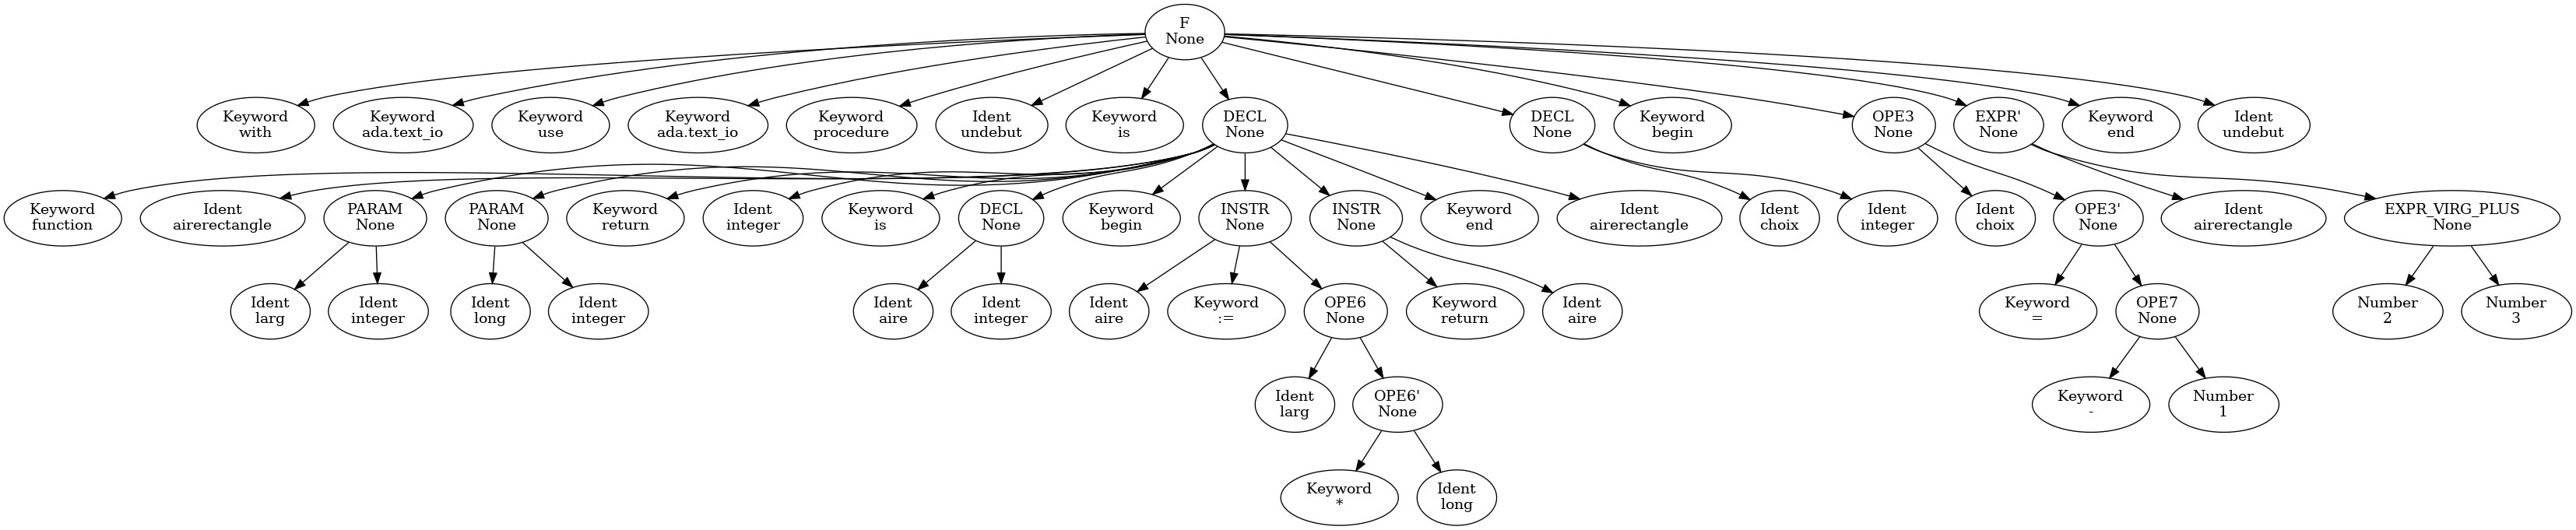 F
None
Keyword
with
Keyword
ada.text_io
Keyword
use
Keyword
ada.text_io
Keyword
procedure
Ident
undebut
Keyword
is
DECL
None
DECL
None
Keyword
begin
OPE3
None
EXPR'
None
Keyword
end
Ident
undebut
Keyword
function
Ident
airerectangle
PARAM
None
PARAM
None
Keyword
return
Ident
integer
Keyword
is
DECL
None
Keyword
begin
INSTR
None
INSTR
None
Keyword
end
Ident
airerectangle
Ident
choix
Ident
integer
Ident
choix
OPE3'
None
Ident
airerectangle
EXPR_VIRG_PLUS
None
Ident
larg
Ident
integer
Ident
long
Ident
integer
Ident
aire
Ident
integer
Ident
aire
Keyword
:=
OPE6
None
Keyword
return
Ident
aire
Keyword
=
OPE7
None
Number
2
Number
3
Ident
larg
OPE6'
None
Keyword
-
Number
1
Keyword
*
Ident
long